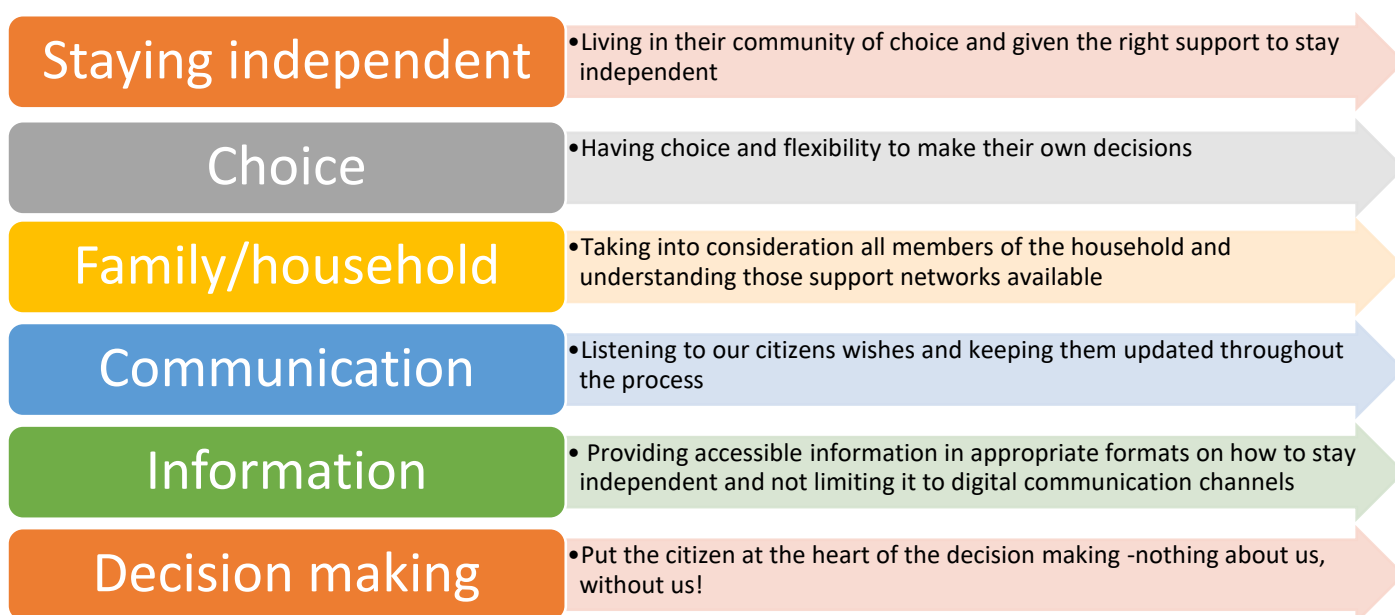 Staying independent
•Living in their community of choice and given the right support to stay
independent
Choice
•Having choice and flexibility to make their own decisions
Family/household
•Taking into consideration all members of the household and
understanding those support networks available
Communication
•Listening to our citizens wishes and keeping them updated throughout
the process
Information
• Providing accessible information in appropriate formats on how to stay
independent and not limiting it to digital communication channels
Decision making
•Put the citizen at the heart of the decision making -nothing about us,
without us!